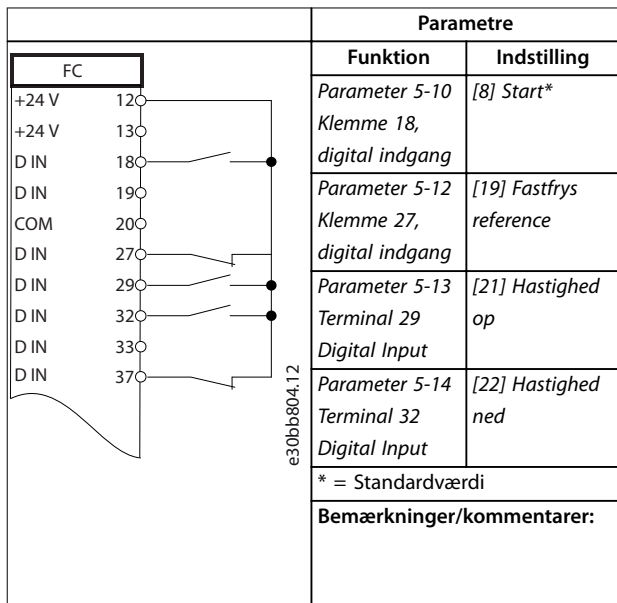 FC
+24 V 12
+24 V 13
D IN 18
D IN 19
COM 20
D IN 27
D IN 29
D IN 32
D IN 33
D IN 37
e30bb804.12
Parametre
Funktion Indstilling
Parameter 5-10 [8] Start*
Klemme 18,
digital indgang
Parameter 5-12 [19] Fastfrys
Klemme 27, reference
digital indgang
Parameter 5-13 [21] Hastighed
Terminal 29 op
Digital Input
Parameter 5-14 [22] Hastighed
Terminal 32 ned
Digital Input
* = Standardværdi
Bemærkninger/kommentarer: